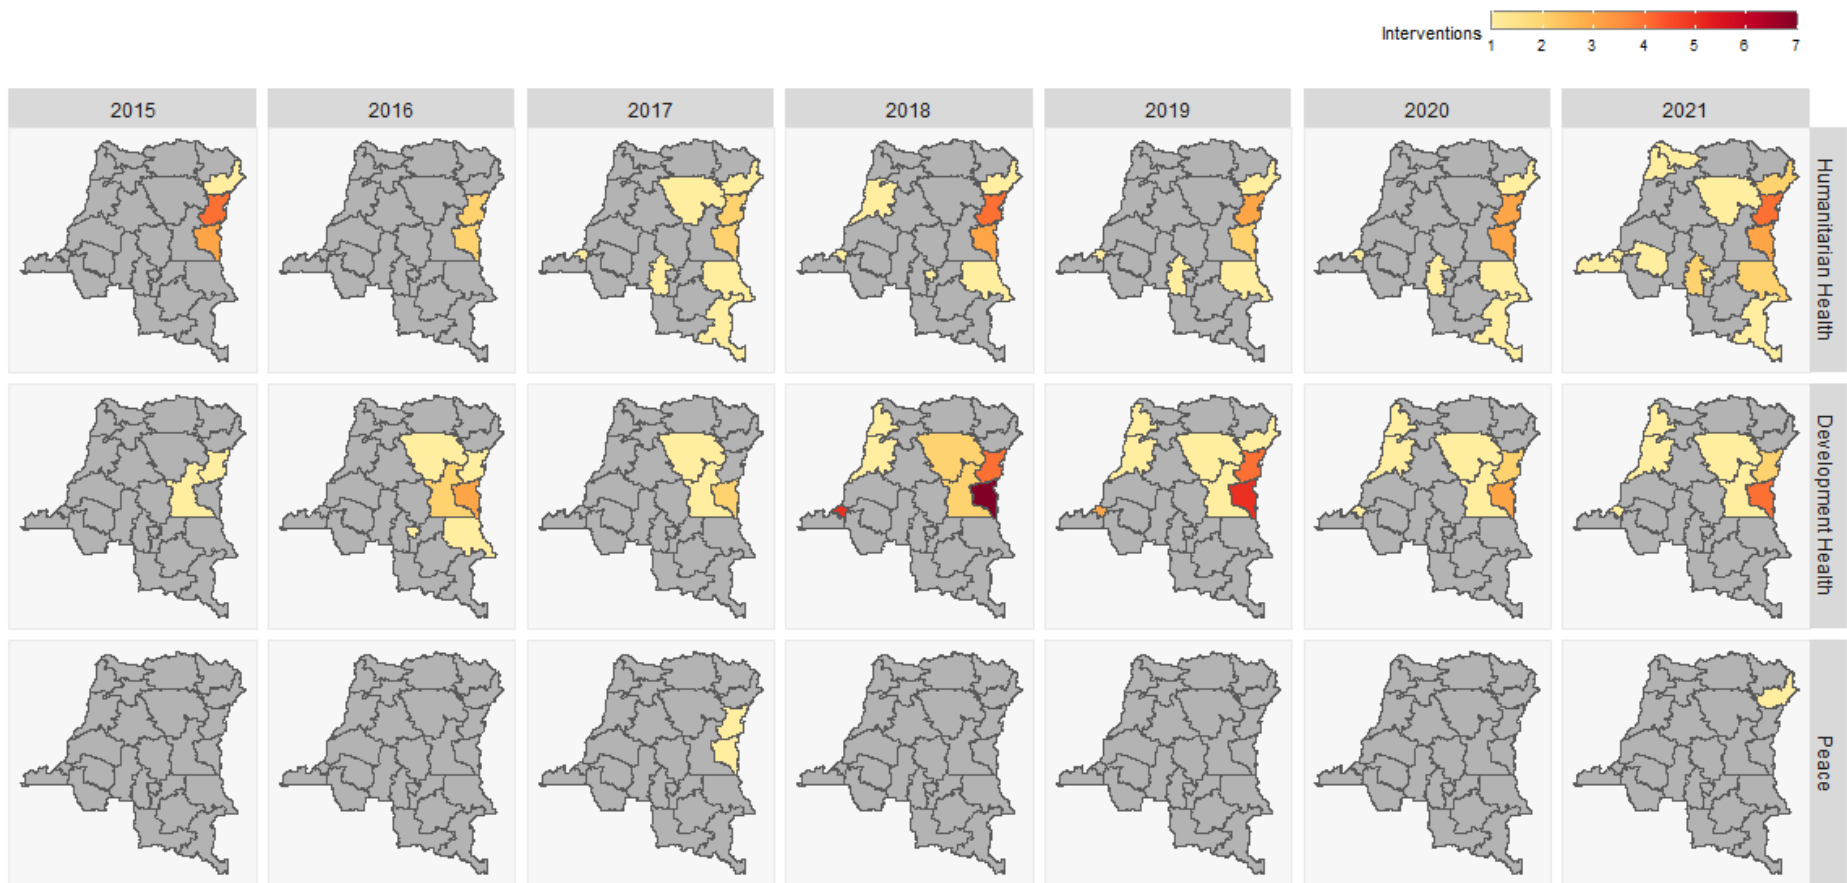 Interventions
1 2 3 4 5 6 7
2015 2016 2017 2018 2019 2020 2021
Humanitarian Health
Development Health
Peace